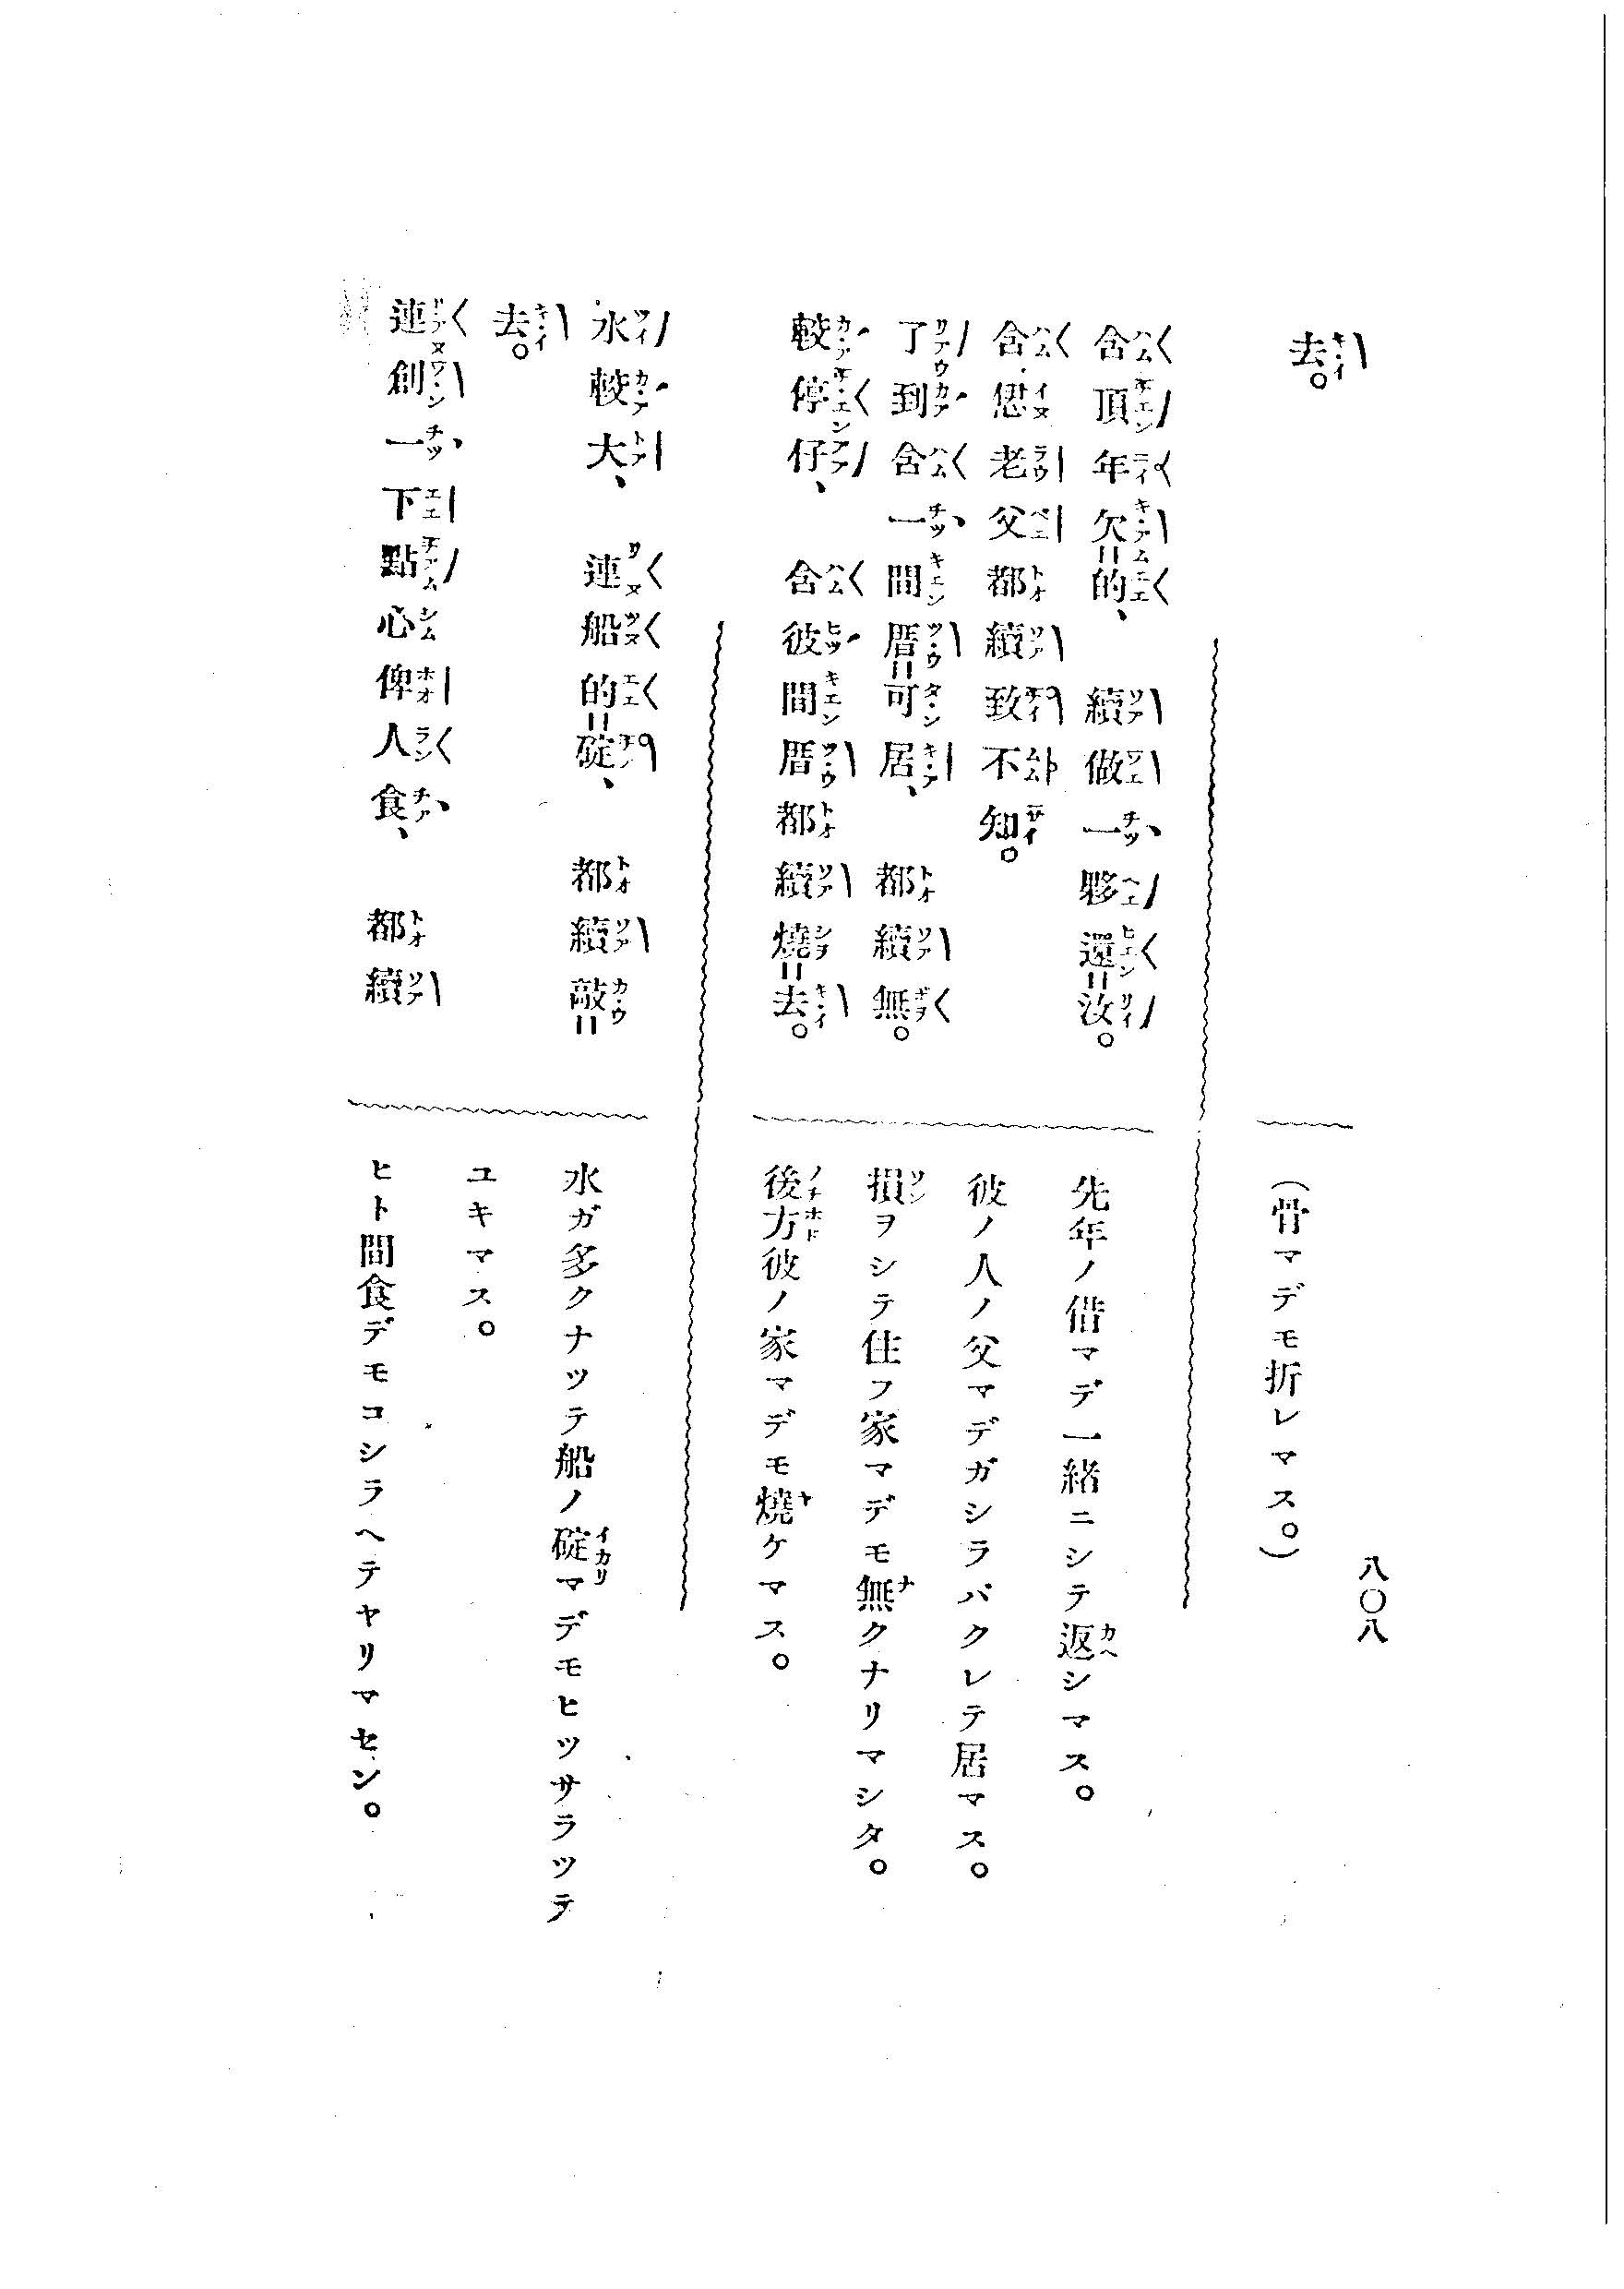 八〇八
去。
（骨マデモ折レマス。）
含頂年欠＝的、續做一夥還＝汝。
先年ノ借マデ一緒ニシテ返シマス。
含偲老父都續致不知。
彼ノ人ノ父マデガシラバクレテ居マス。
了到含一間厝＝可居、都續無。
損ヲシテ住フ家マデモ無クナリマシタ。
較停仔、含彼間厝都續燒＝去。
後方彼ノ家マデモ燒ケマス。
水較大、連船的＝碇、都續敲＝
去。
水ガ多クナツテ船ノ碇マデモヒツサラツテ
ユキマス。
連創一下點心俾人食、都續
ヒト間食デモコシラヘテヤリマセン。